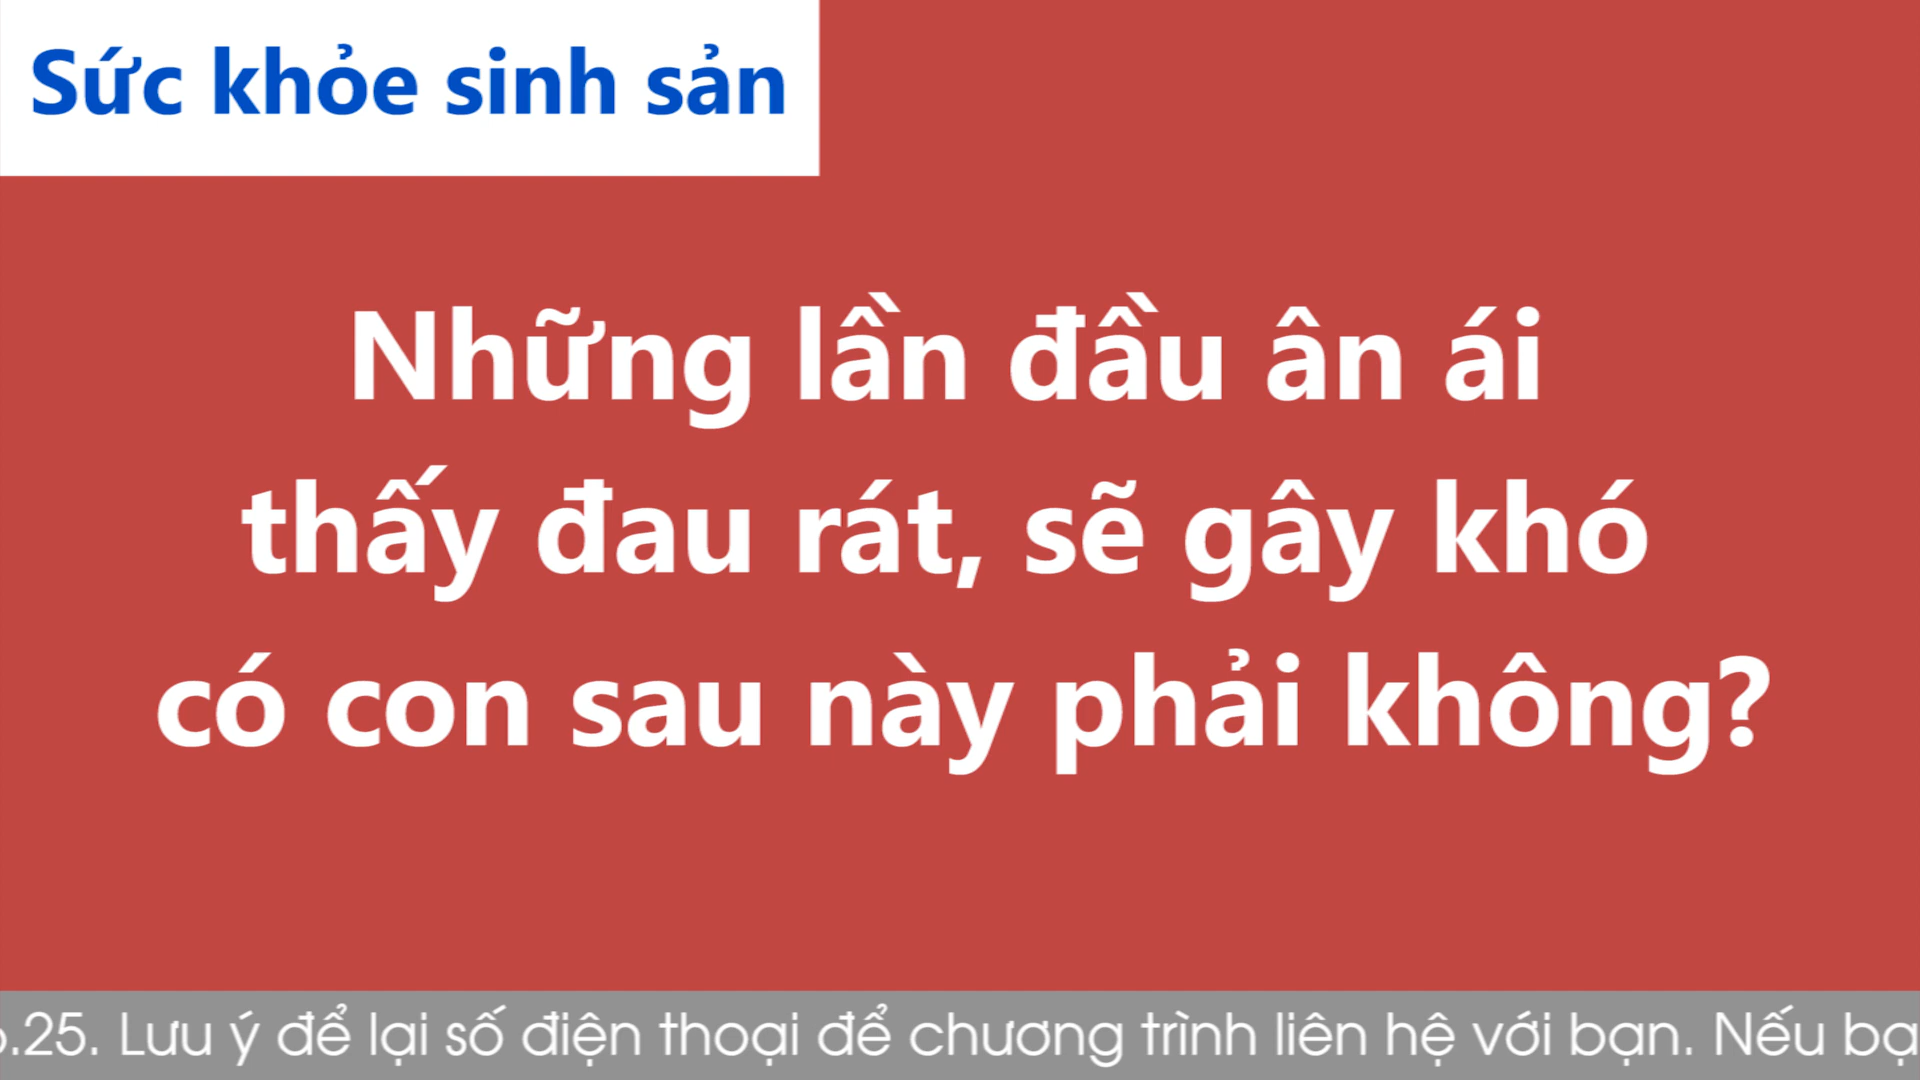 Sức khỏe sinh sản
Những lần đầu ân ái
thấy đau rát, sẽ gây khó
có con sau này phải không?
.25. Lưu ý để lại số điện thoại để chương trình liên hệ với bạn. Nếu